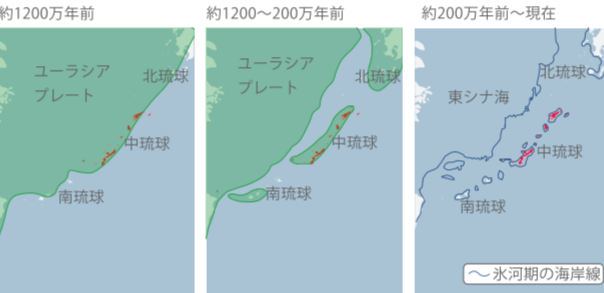 約1200万年前
約1200〜200万年前
約200万年前〜現在
ユーラシア
プレート
北琉球
中琉球
南琉球
ユーラシア
プレート
北琉球
中琉球
南琉球
北琉球
東シナ海
中琉球
南琉球
氷河期の海岸線